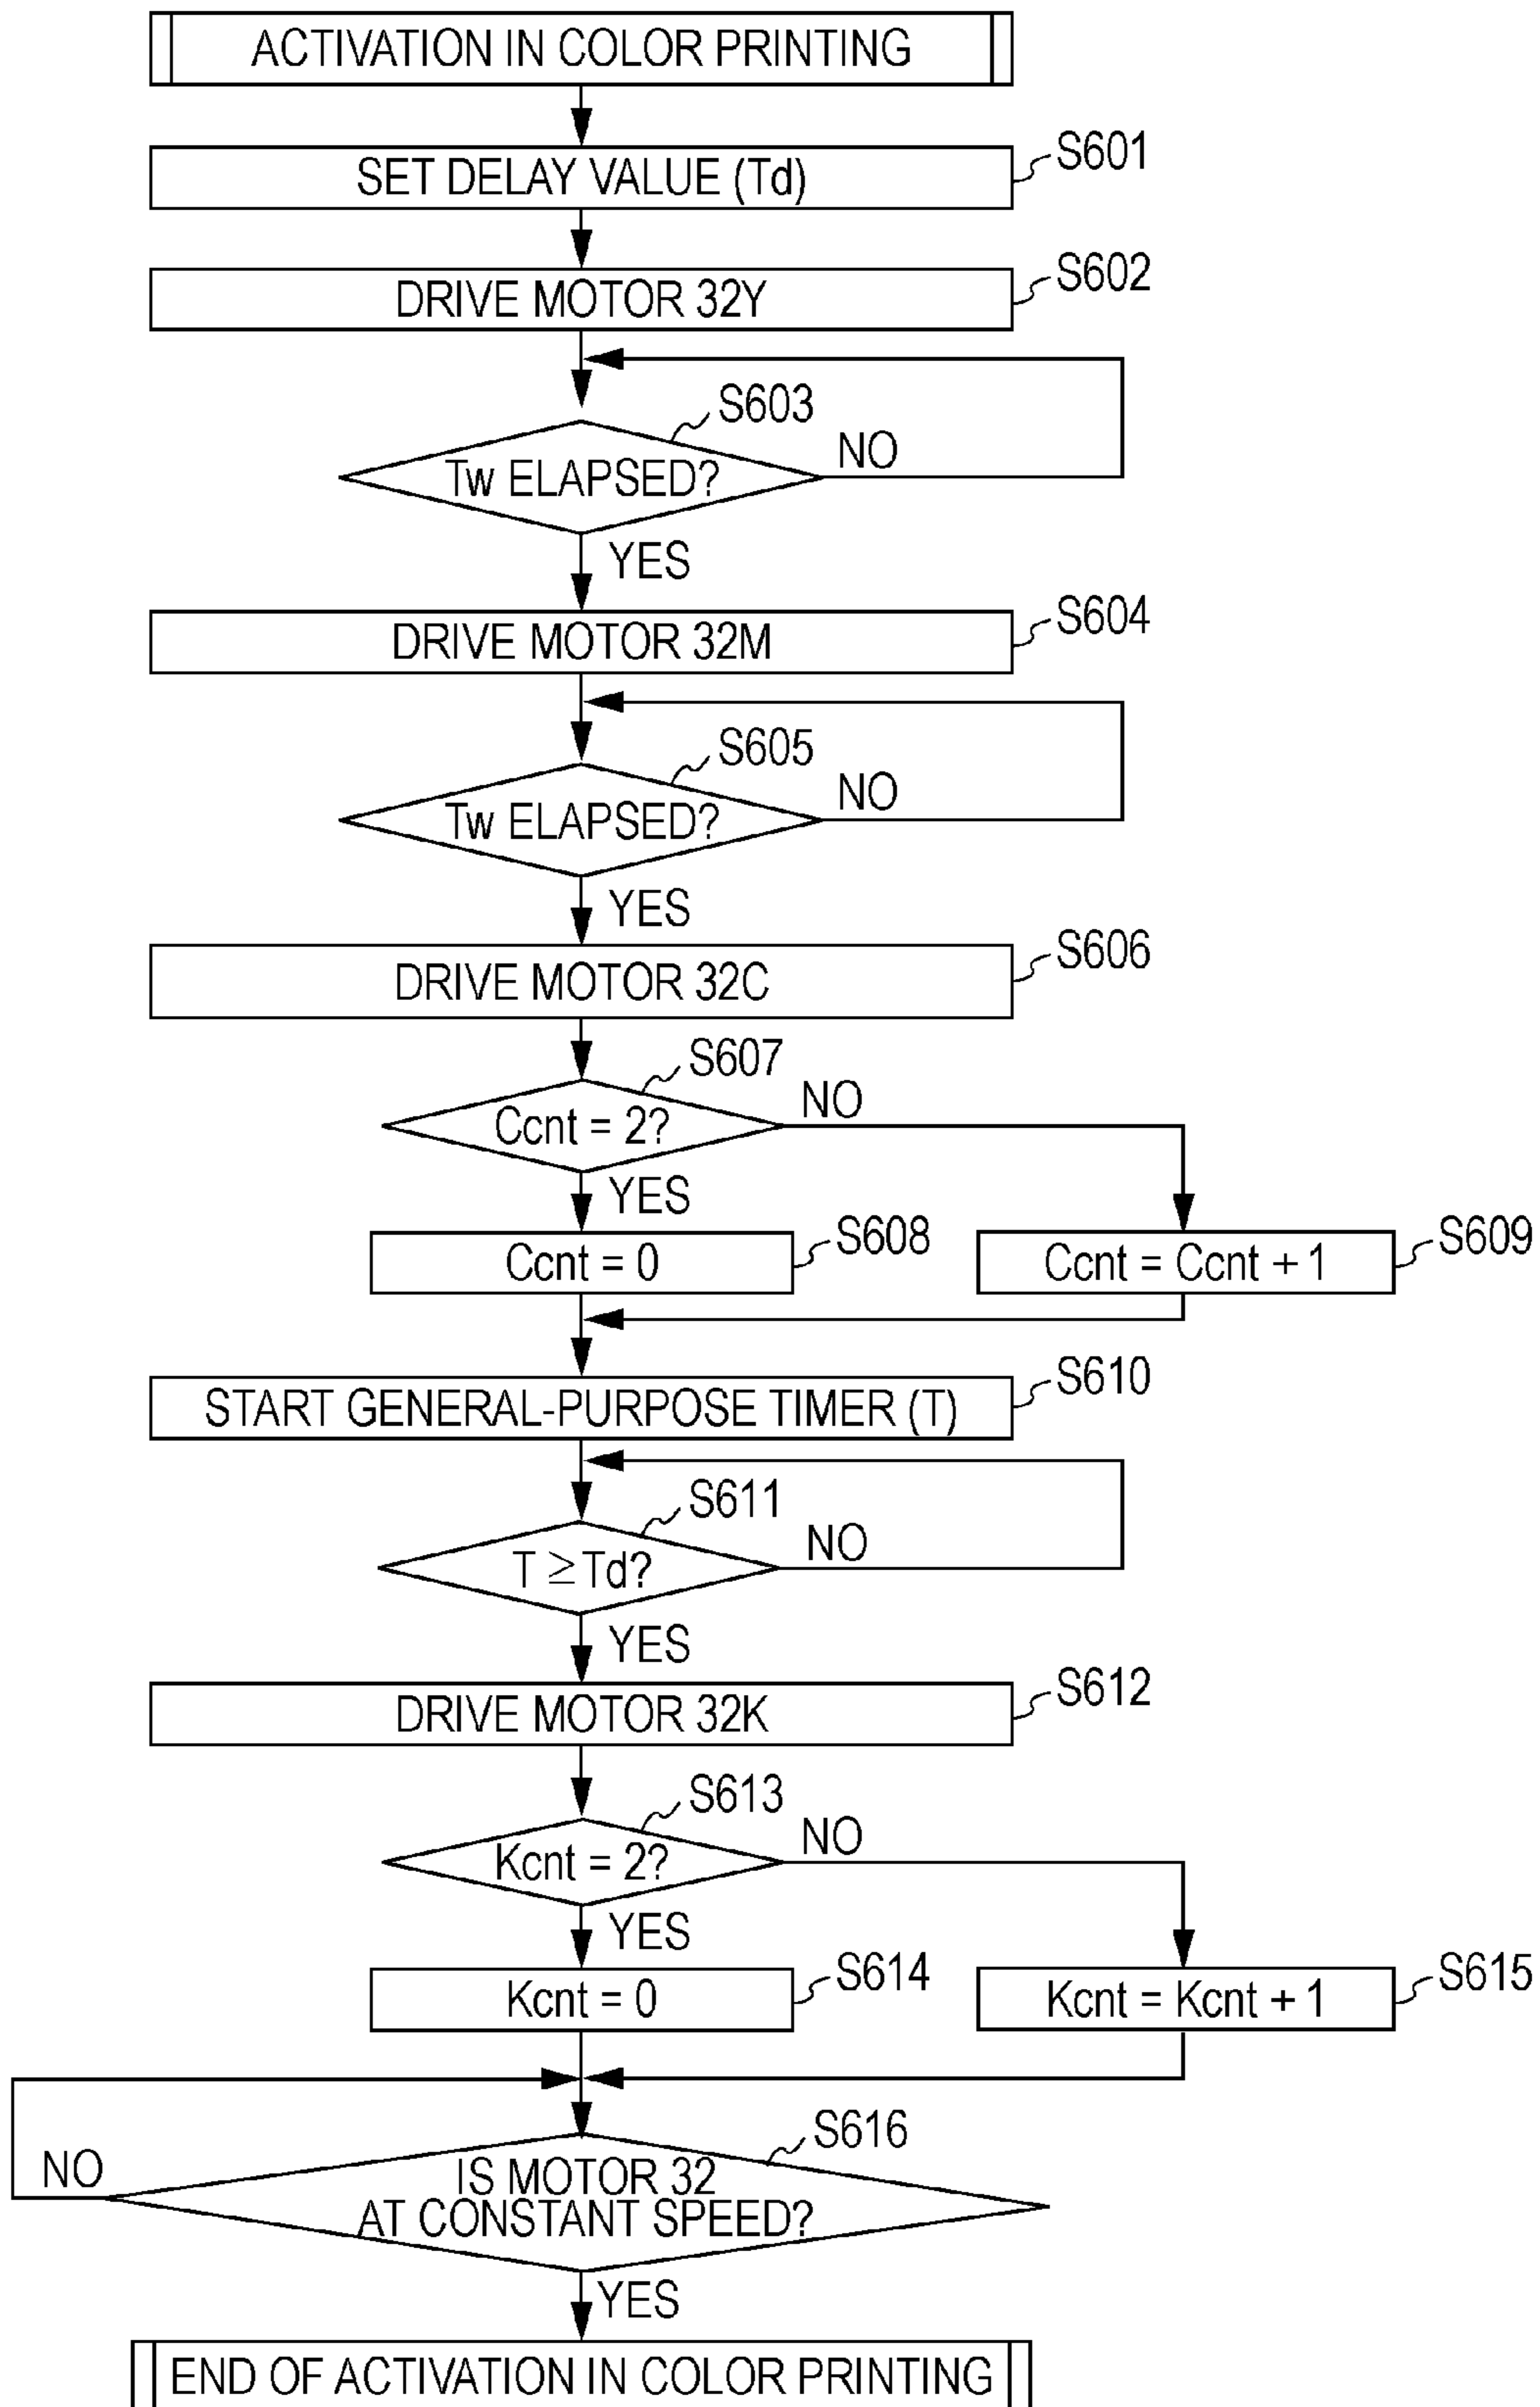 ACTIVATION IN COLOR PRINTING
S601
SET DELAY VALUE (Td)
S602
DRIVE MOTOR 32Y
S603
Tw ELAPSED?
NO
YES
S604
DRIVE MOTOR 32M
S605
Tw ELAPSED?
NO
YES
S606
DRIVE MOTOR 32C
S607
Ccnt = 2?
NO
YES
S608
Ccnt = 0
S609
Ccnt = Ccnt + 1
S610
START GENERAL-PURPOSE TIMER (T)
S611
T ≧ Td?
NO
YES
S612
DRIVE MOTOR 32K
S613
Kcnt = 2?
NO
YES
S614
Kcnt = 0
S615
Kcnt = Kcnt + 1
S616
IS MOTOR 32
AT CONSTANT SPEED?
NO
YES
END OF ACTIVATION IN COLOR PRINTING